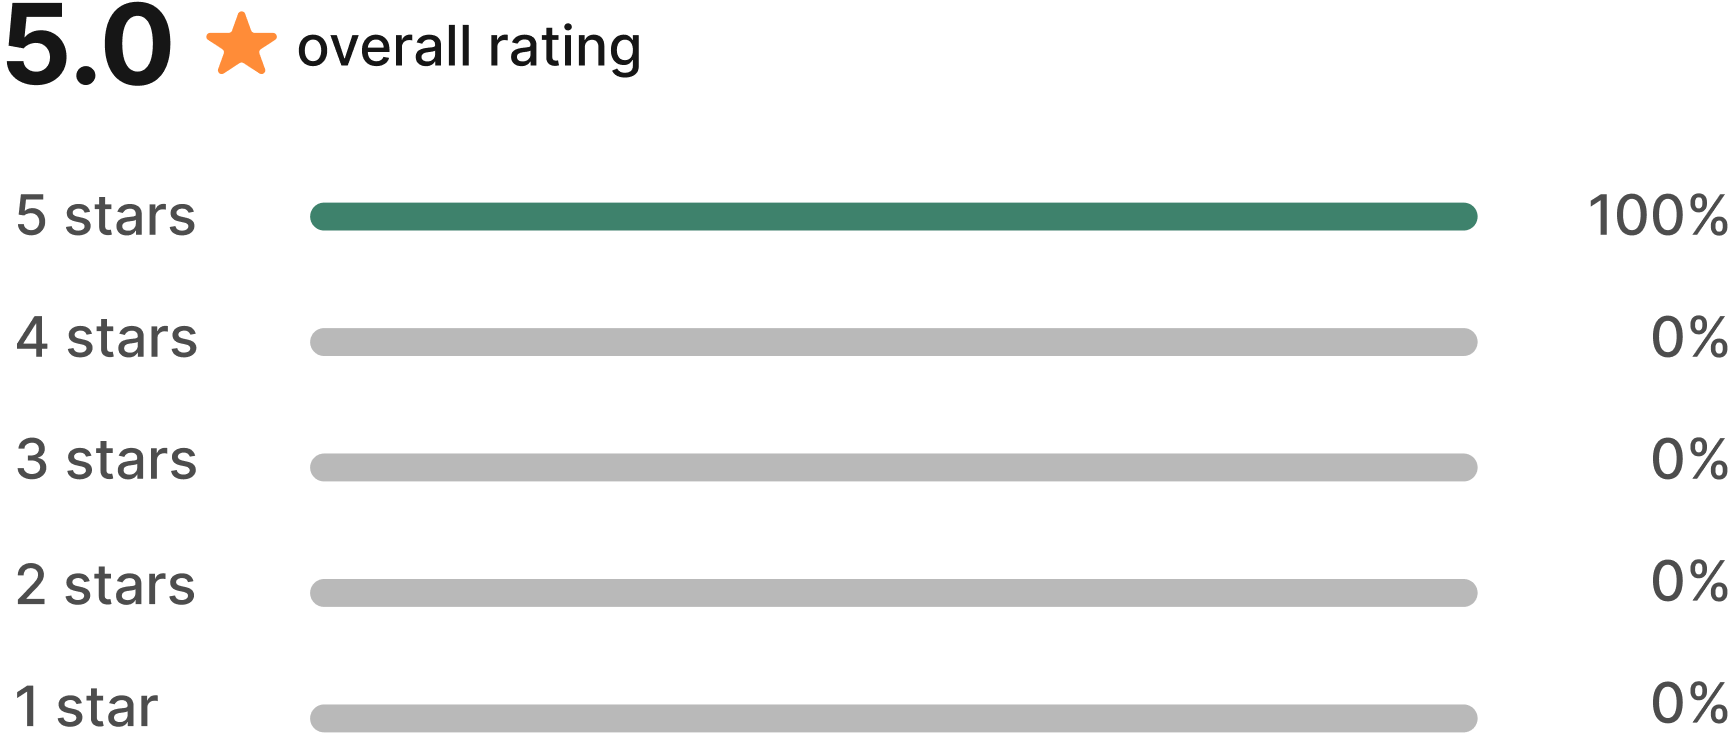 5.0 overall rating
5 stars 100%
4 stars 0%
3 stars 0%
2 stars 0%
1 star 0%